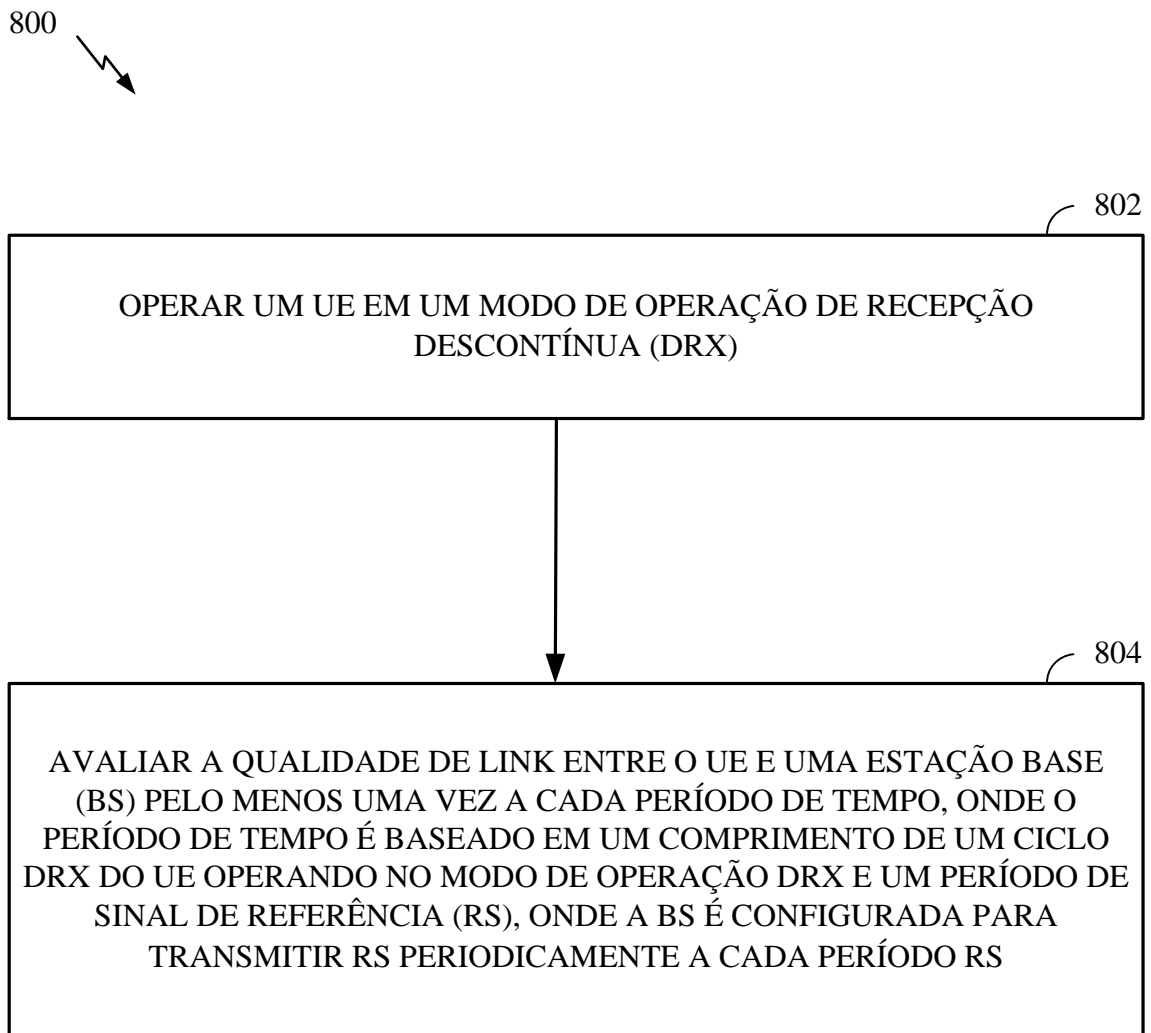 800
802
OPERAR UM UE EM UM MODO DE OPERAÇÃO DE RECEPÇÃO
DESCONTÍNUA (DRX)
804
AVALIAR A QUALIDADE DE LINK ENTRE O UE E UMA ESTAÇÃO BASE
(BS) PELO MENOS UMA VEZ A CADA PERÍODO DE TEMPO, ONDE O
PERÍODO DE TEMPO É BASEADO EM UM COMPRIMENTO DE UM CICLO
DRX DO UE OPERANDO NO MODO DE OPERAÇÃO DRX E UM PERÍODO DE
SINAL DE REFERÊNCIA (RS), ONDE A BS É CONFIGURADA PARA
TRANSMITIR RS PERIODICAMENTE A CADA PERÍODO RS